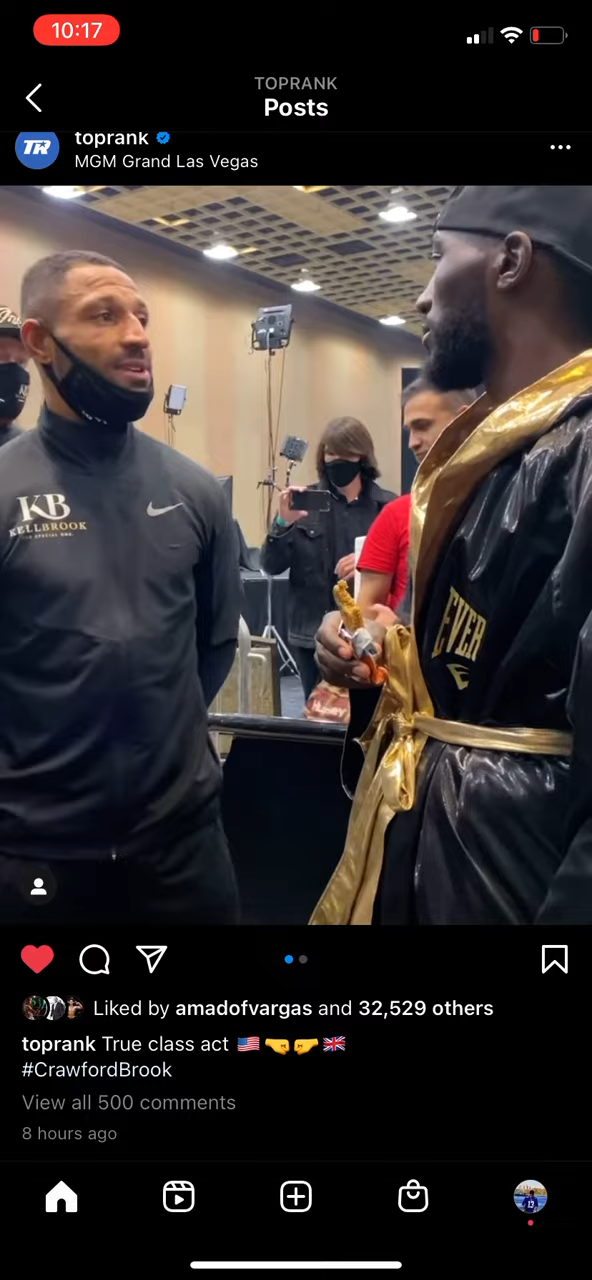 10:17
TOPRANK
Posts
TR
toprank
MGM Grand Las Vegas
KB
KELLBROOK
EVER
Liked by amadofvargas and 32,529 others
toprank True class act 🇺🇸🤜🤛🇬🇧
#CrawfordBrook
View all 500 comments
8 hours ago